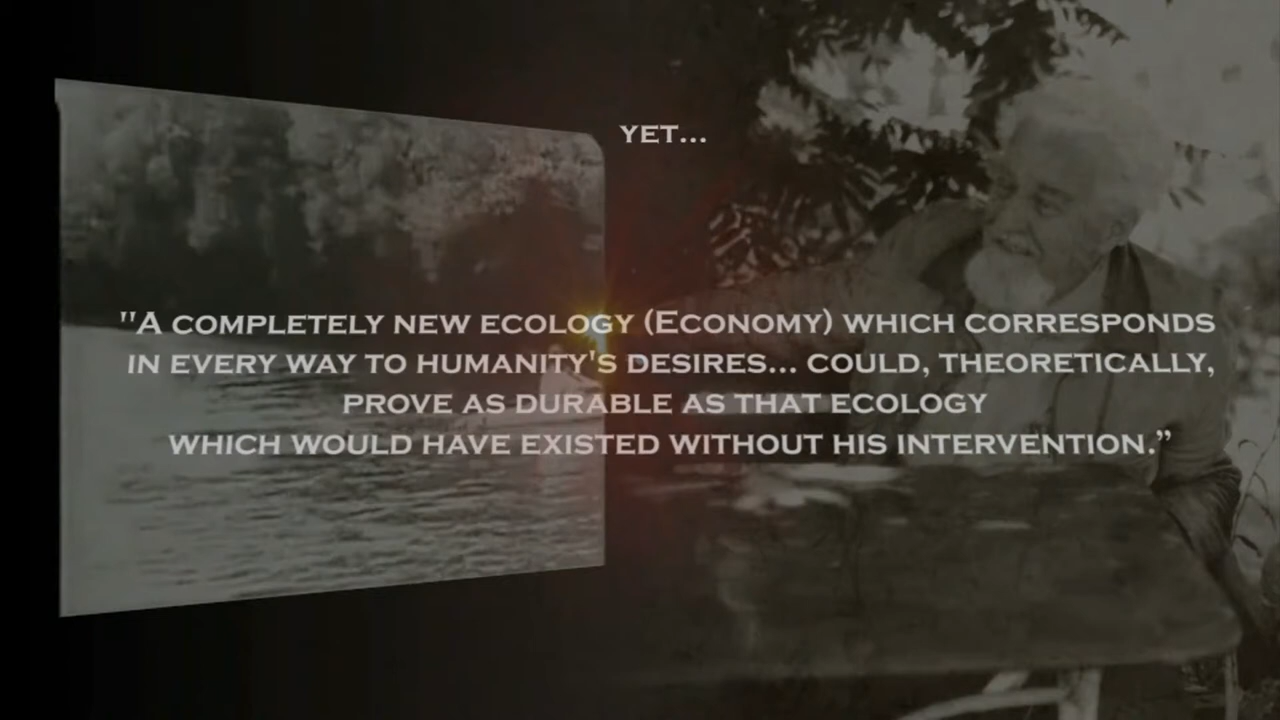 YET...
"A COMPLETELY NEW ECOLOGY (ECONOMY) WHICH CORRESPONDS
IN EVERY WAY TO HUMANITY'S DESIRES... COULD, THEORETICALLY,
PROVE AS DURABLE AS THAT ECOLOGY
WHICH WOULD HAVE EXISTED WITHOUT HIS INTERVENTION.”